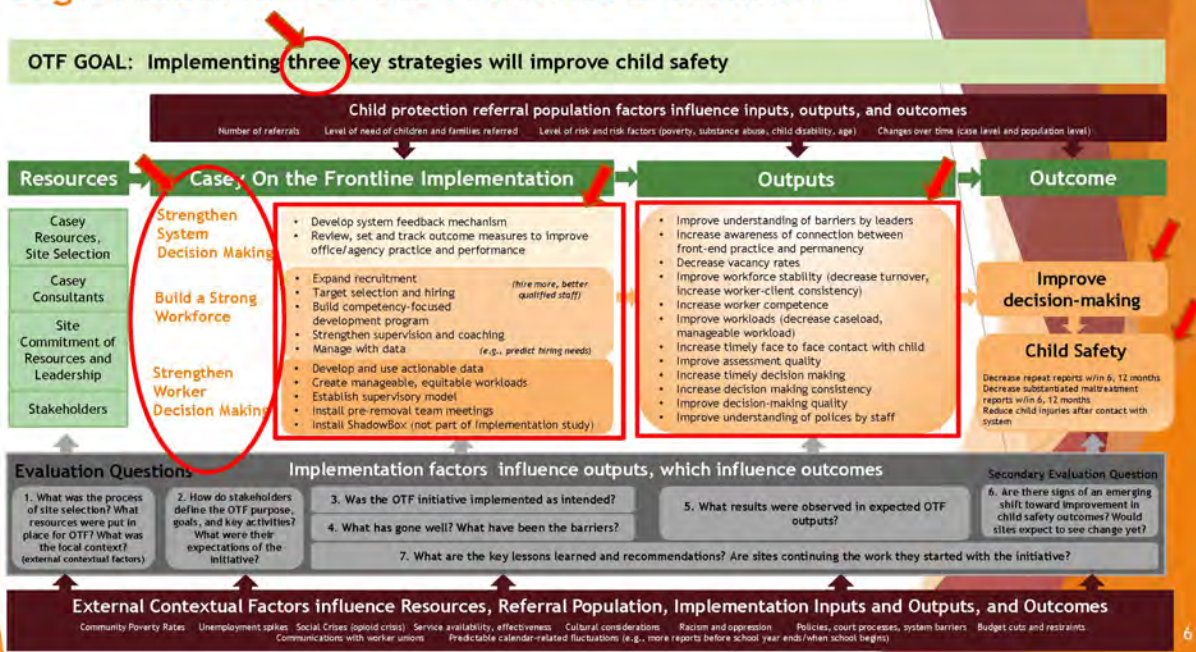 OTF GOAL: Implementing three key strategies will improve child safety
Child protection referral population factors influence inputs, outputs, and outcomes
Number of referrals Level of need of children and families referred Level of risk and risk factors (poverty, substance abuse, child disability, age) Changes over time (case level and population level)
Resources
Casey On the Frontline Implementation
Outputs
Outcome
Casey
Resources,
Site Selection
Casey
Consultants
Site
Commitment of
Resources and
Leadership
Stakeholders
Strengthen
System
Decision Making
Build a Strong
Workforce
Strengthen
Worker
Decision Making
• Develop system feedback mechanism
• Review, set and track outcome measures to improve
office/agency practice and performance
• Expand recruitment
• Target selection and hiring
(hire more, better
qualified staff)
• Build competency-focused
development program
• Strengthen supervision and coaching
• Manage with data (e.g., predict hiring needs)
• Develop and use actionable data
• Create manageable, equitable workloads
• Establish supervisory model
• Install pre-removal team meetings
• Install ShadowBox (not part of Implementation study)
• Improve understanding of barriers by leaders
• Increase awareness of connection between
front-end practice and permanency
• Decrease vacancy rates
• Improve workforce stability (decrease turnover,
increase worker-client consistency)
• Increase worker competence
• Improve workloads (decrease caseload,
manageable workload)
• Increase timely face to face contact with child
• Improve assessment quality
• Increase timely decision making
• Increase decision making consistency
• Improve decision-making quality
• Improve understanding of polices by staff
Improve
decision-making
Child Safety
Decrease repeat reports w/in 6, 12 months
Decrease substantiated maltreatment
reports w/in 6, 12 months
Reduce child injuries after contact with
system
Evaluation Questions
Implementation factors influence outputs, which influence outcomes
Secondary Evaluation Question
1. What was the process
of site selection? What
resources were put in
place for OTF? What was
the local context?
(external contextual factors)
2. How do stakeholders
define the OTF purpose,
goals, and key activities?
What were their
expectations of the
initiative?
3. Was the OTF initiative implemented as intended?
4. What has gone well? What have been the barriers?
5. What results were observed in expected OTF
outputs?
6. Are there signs of an emerging
shift toward improvement in
child safety outcomes? Would
sites expect to see change yet?
7. What are the key lessons learned and recommendations? Are sites continuing the work they started with the initiative?
External Contextual Factors influence Resources, Referral Population, Implementation Inputs and Outputs, and Outcomes
Community Poverty Rates Unemployment spikes Social Crises (opioid crisis) Service availability, effectiveness Cultural considerations Racism and oppression Policies, court processes, system barriers Budget cuts and restraints
Communications with worker unions Predictable calendar-related fluctuations (e.g., more reports before school year ends/when school begins)
6